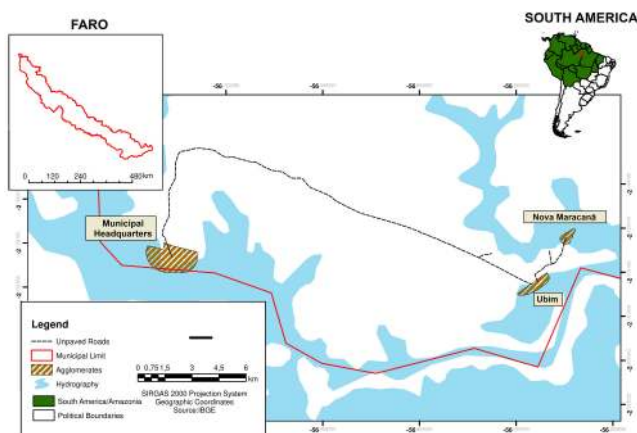 FARO
SOUTH AMERICA
0 120 240 480
km
Municipal
Headquarters
Nova Maracanã
Ubim
Legend
Unpaved Roads
Municipal Limit
Agglomerates
Hydrography
South America/Amazonia
Political Boundaries
0 0,75 1,5 3 4,5 6
km
SIRGAS 2000 Projection System
Geographic Coordinates
Source:IBGE